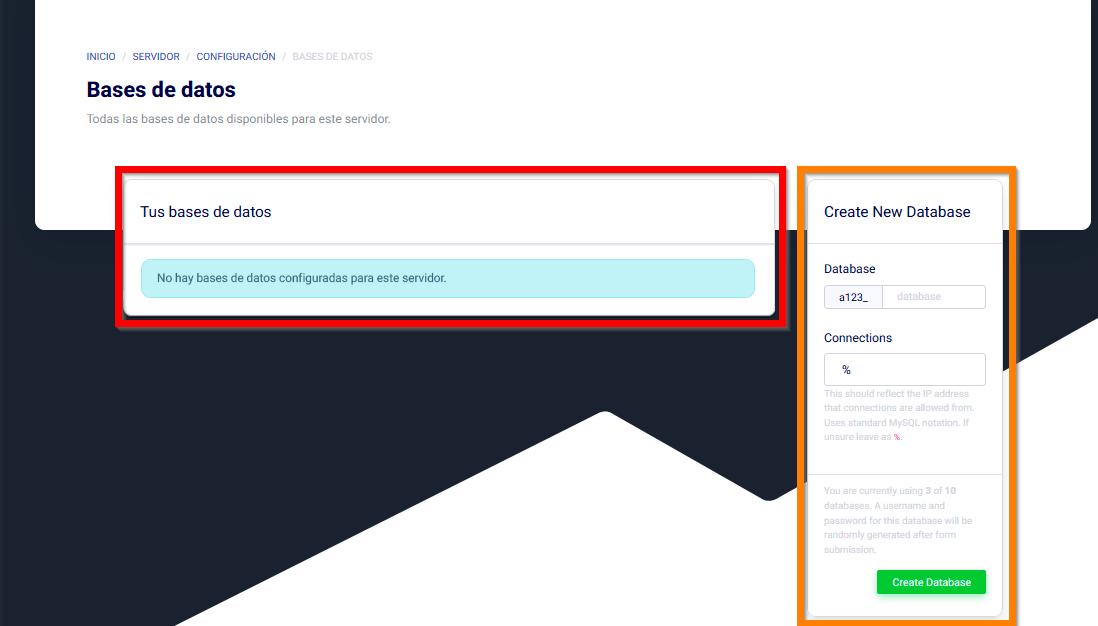 INICIO / SERVIDOR / CONFIGURACIÓN / BASES DE DATOS
Bases de datos
Todas las bases de datos disponibles para este servidor.
Tus bases de datos
No hay bases de datos configuradas para este servidor.
Create New Database
Database
a123_ database
Connections
%
This should reflect the IP address
that connections are allowed from.
Uses standard MySQL notation. If
unsure leave as %.
You are currently using 3 of 10
databases. A username and
password for this database will be
randomly generated after form
submission.
Create Database